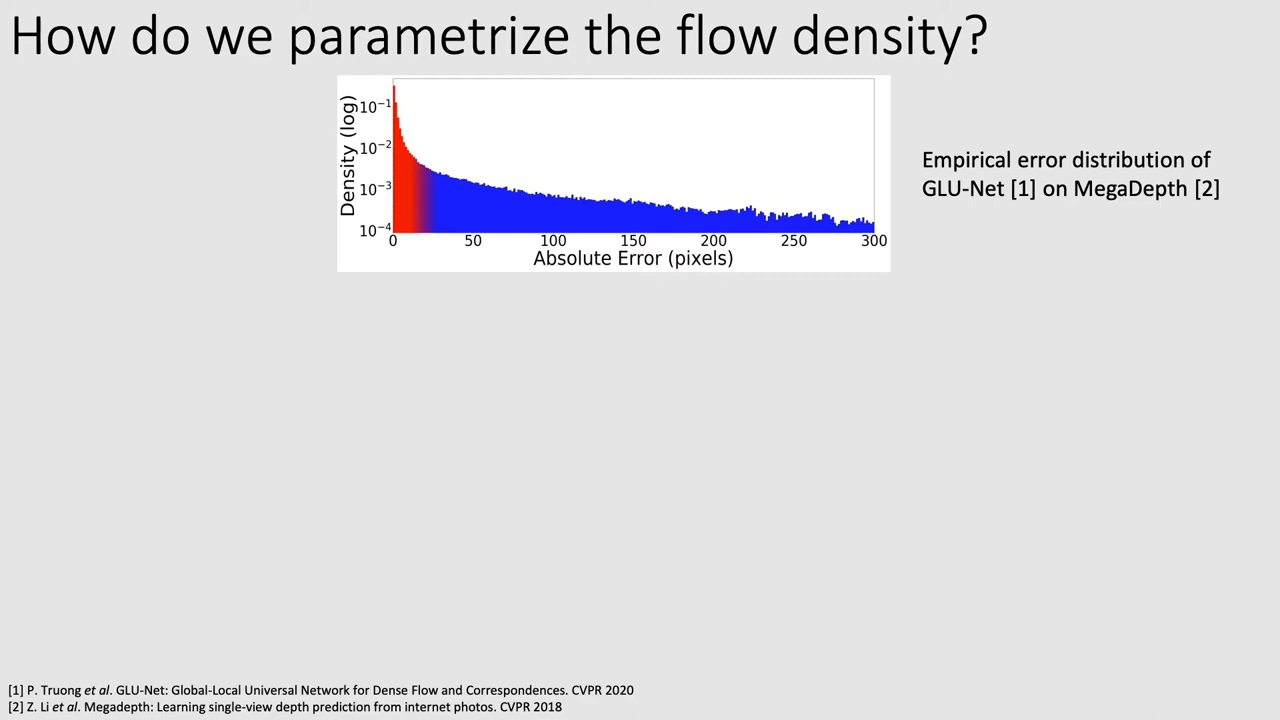 How do we parametrize the flow density?
Density (log)
10⁻¹
10⁻²
10⁻³
10⁻⁴
0 50 100 150 200 250 300
Absolute Error (pixels)
Empirical error distribution of
GLU-Net [1] on MegaDepth [2]
[1] P. Truong et al. GLU-Net: Global-Local Universal Network for Dense Flow and Correspondences. CVPR 2020
[2] Z. Li et al. Megadepth: Learning single-view depth prediction from internet photos. CVPR 2018